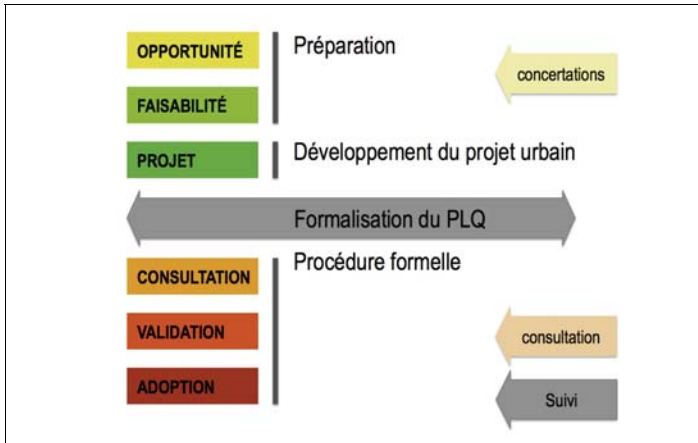 OPPORTUNITÉ
Préparation
concertations
FAISABILITÉ
PROJET
Développement du projet urbain
Formalisation du PLQ
CONSULTATION
Procédure formelle
VALIDATION
consultation
ADOPTION
Suivi